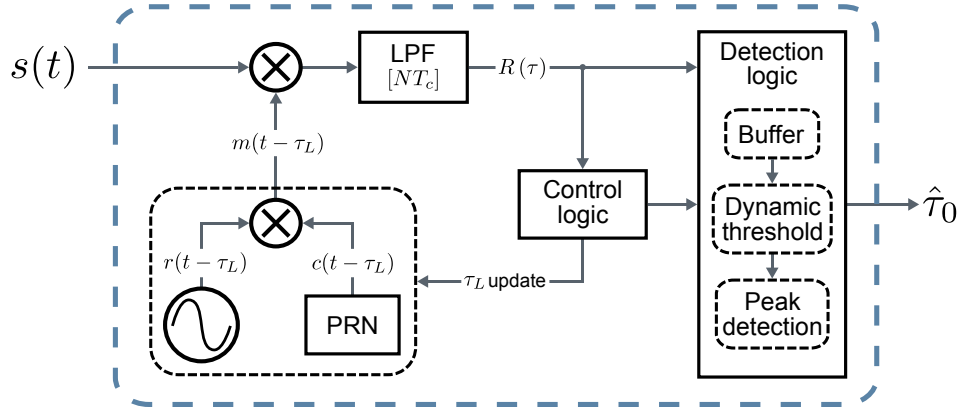 s(t)
LPF
[NT_c]
R(τ)
Detection
logic
Buffer
m(t − τ_L)
Control
logic
Dynamic
threshold
τ̂_0
r(t − τ_L)
c(t − τ_L)
τ_L update
PRN
Peak
detection